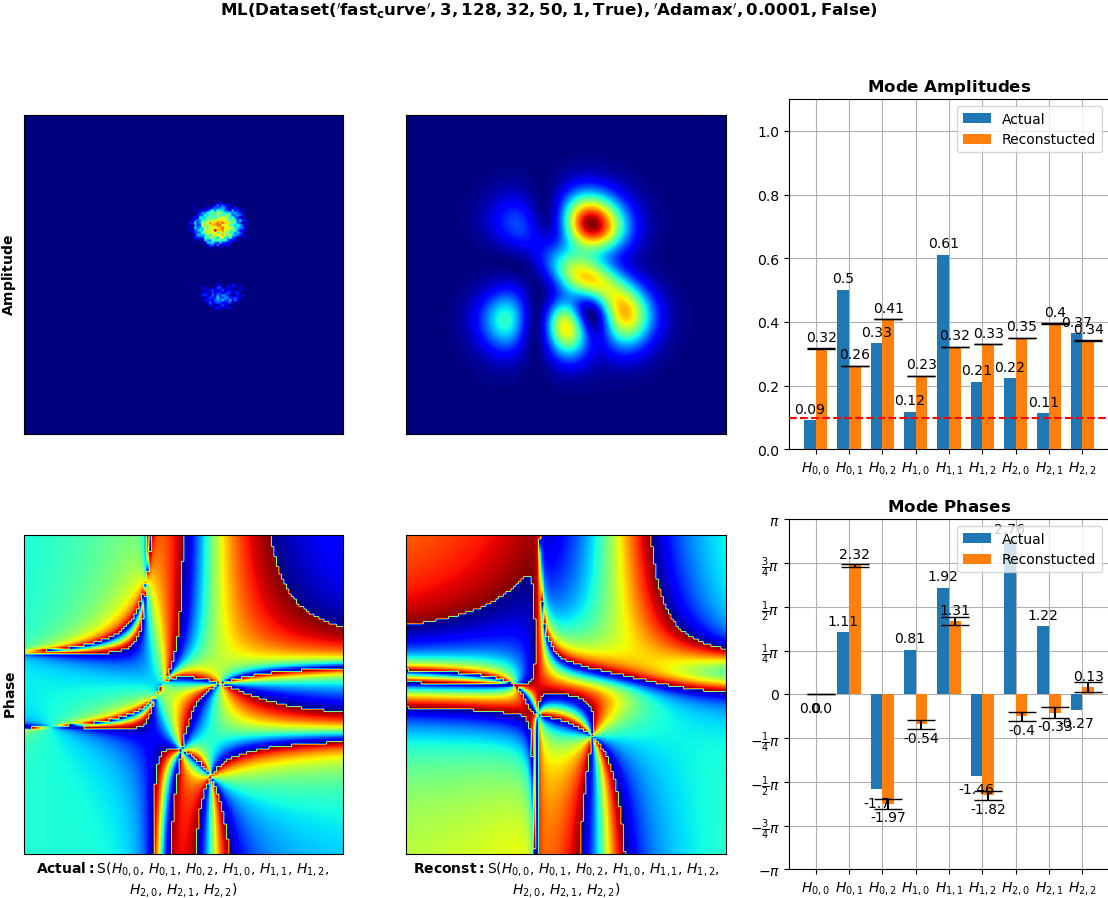 ML(Dataset('fast_curve', 3, 128, 32, 50, 1, True), 'Adamax', 0.0001, False)
Mode Amplitudes
Amplitude
Actual
Reconstucted
1.0
0.8
0.6
0.4
0.2
0.0
0.09
0.32
0.5
0.26
0.33
0.41
0.12
0.23
0.61
0.32
0.21
0.33
0.22
0.35
0.11
0.4
0.37
0.34
H0,0 H0,1 H0,2 H1,0 H1,1 H1,2 H2,0 H2,1 H2,2
Mode Phases
Phase
Actual
Reconstucted
π
3/4π
1/2π
1/4π
0
−1/4π
−1/2π
−3/4π
−π
0.0
0.0
1.11
2.32
-1.7
-1.97
0.81
-0.54
1.92
1.31
-1.46
-1.82
2.76
-0.4
1.22
-0.33
-0.27
0.13
H0,0 H0,1 H0,2 H1,0 H1,1 H1,2 H2,0 H2,1 H2,2
Actual: S(H0,0, H0,1, H0,2, H1,0, H1,1, H1,2,
H2,0, H2,1, H2,2)
Reconst: S(H0,0, H0,1, H0,2, H1,0, H1,1, H1,2,
H2,0, H2,1, H2,2)